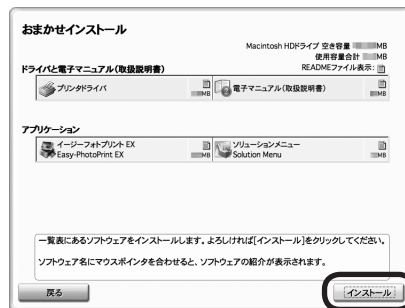 おまかせインストール
Macintosh HDドライブ 空き容量 MB
使用容量合計 MB
ドライバと電子マニュアル(取扱説明書) READMEファイル表示:
プリンタドライバ MB 電子マニュアル(取扱説明書) MB
アプリケーション
イージーフォトプリント EX ソリューションメニュー
Easy-PhotoPrint EX MB Solution Menu MB
一覧表にあるソフトウェアをインストールします。よろしければ[インストール]をクリックしてください。
ソフトウェア名にマウスポインタを合わせると、ソフトウェアの紹介が表示されます。
戻る インストール